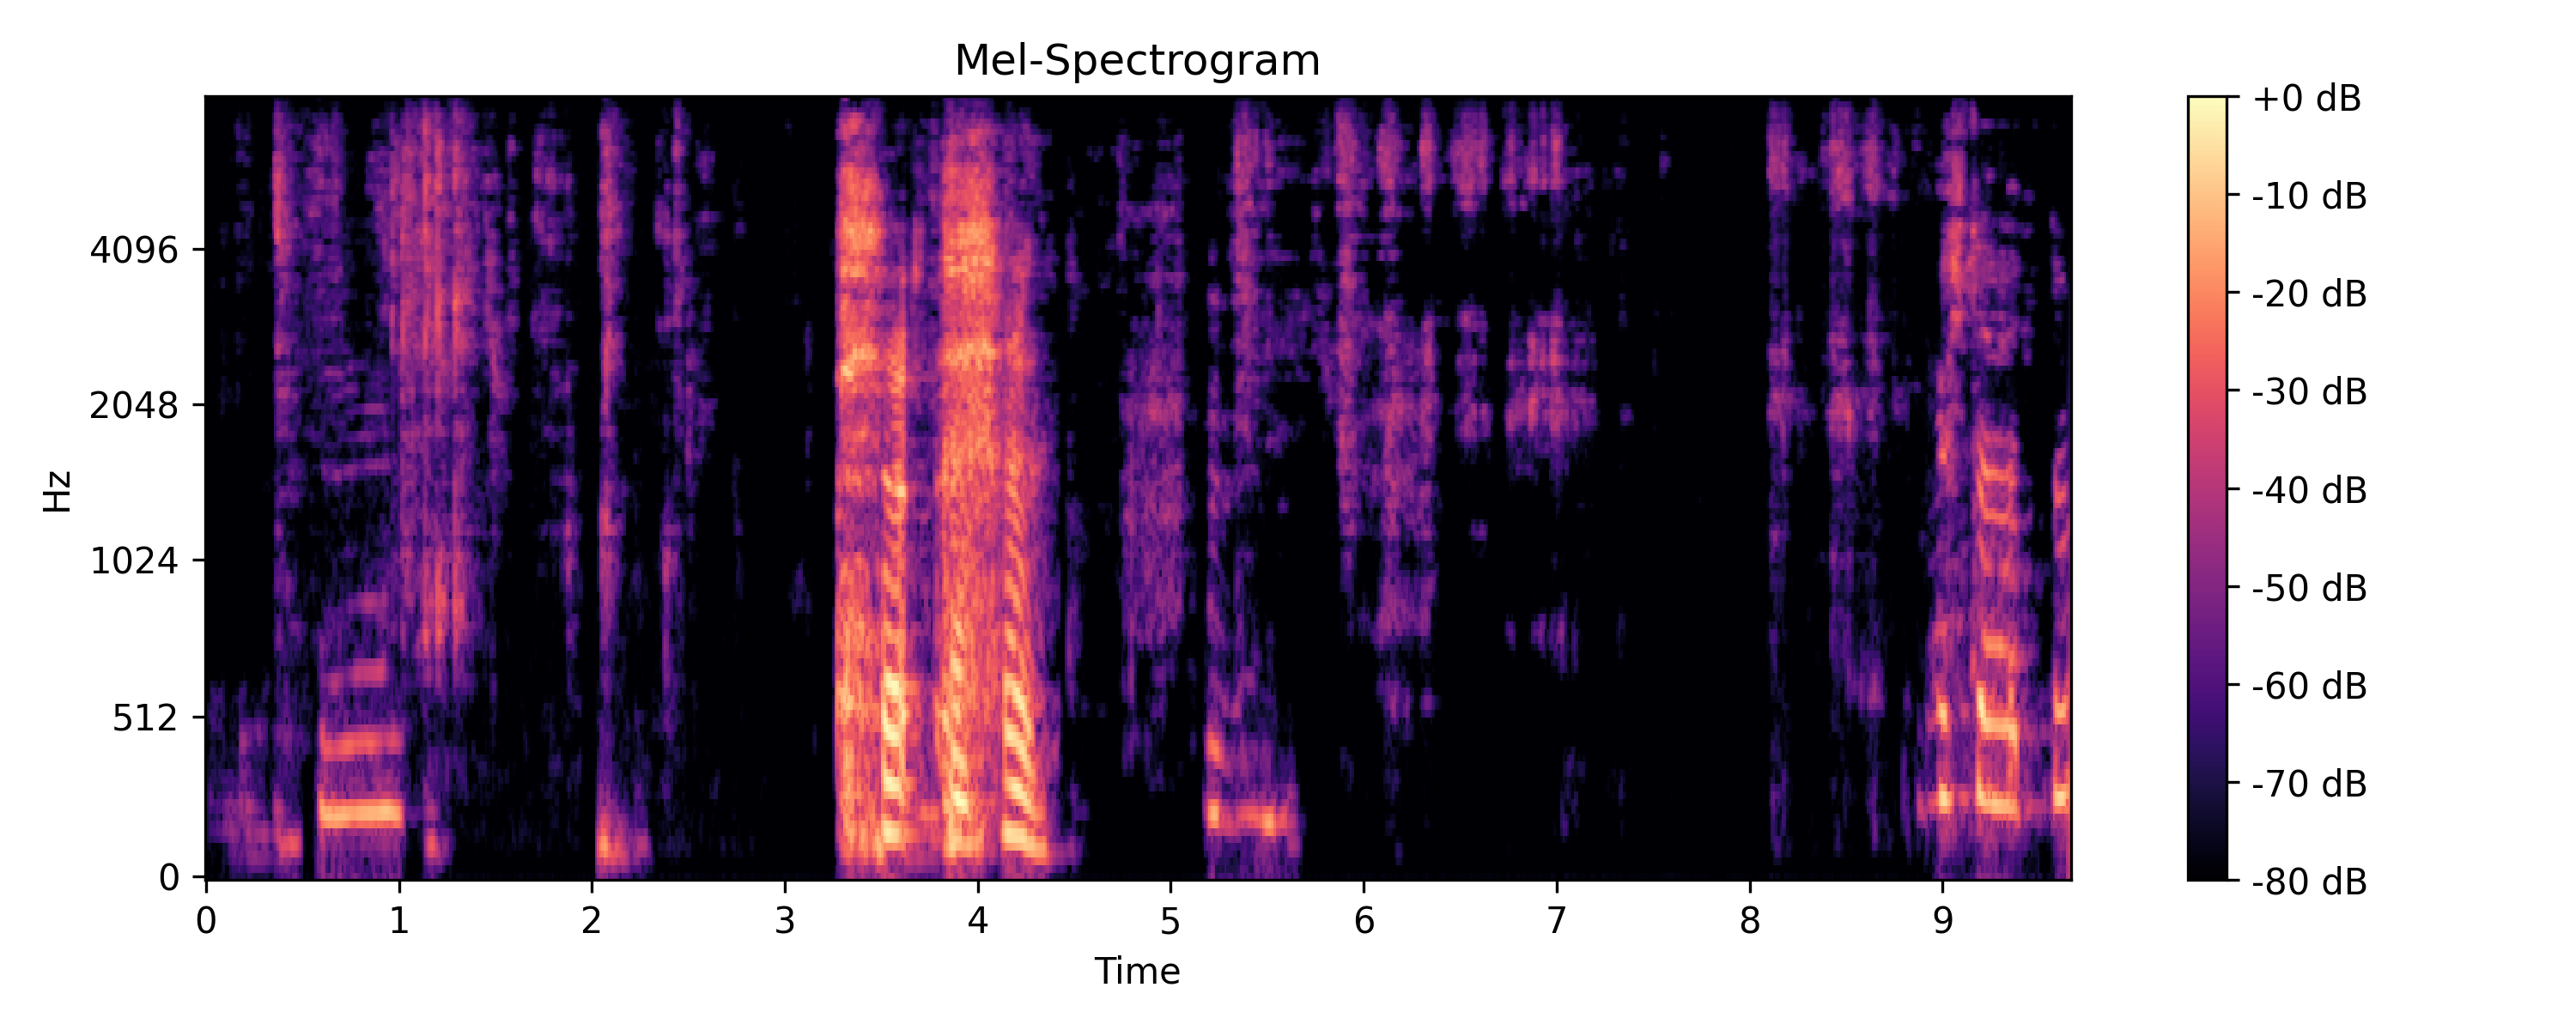 Mel-Spectrogram
+0 dB
-10 dB
-20 dB
-30 dB
-40 dB
-50 dB
-60 dB
-70 dB
-80 dB
Hz
4096
2048
1024
512
0
0 1 2 3 4 5 6 7 8 9
Time